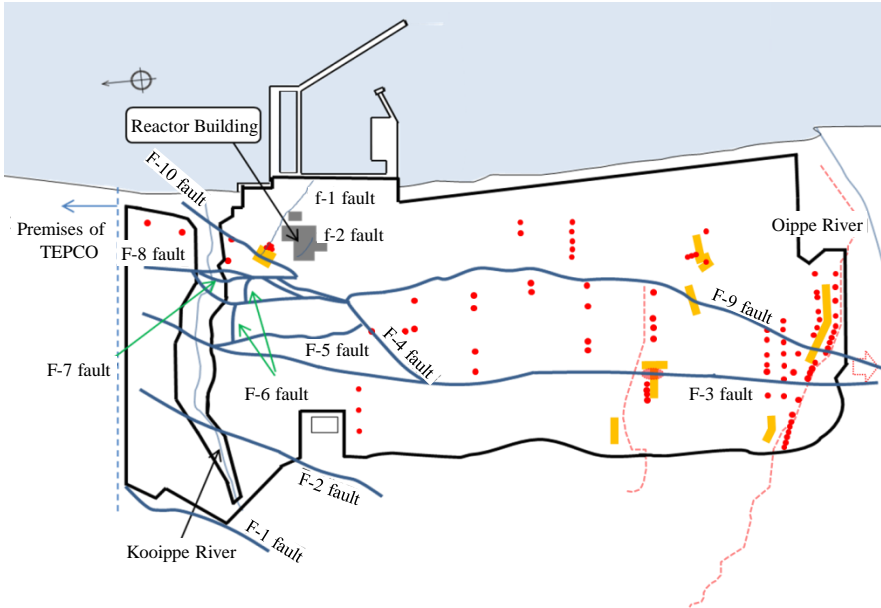 Reactor Building
F-10 fault
f-1 fault
Premises of
TEPCO
f-2 fault
Oippe River
F-8 fault
F-9 fault
F-5 fault
F-4 fault
F-7 fault
F-6 fault
F-3 fault
F-2 fault
F-1 fault
Kooippe River